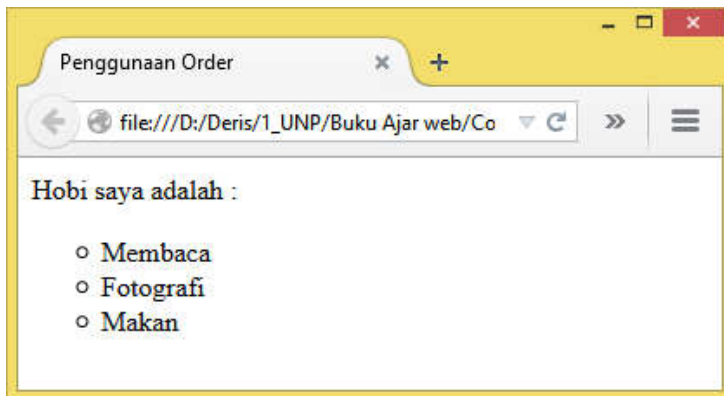 Penggunaan Order
file:///D:/Deris/1_UNP/Buku Ajar web/Co
Hobi saya adalah :
Membaca
Fotografi
Makan